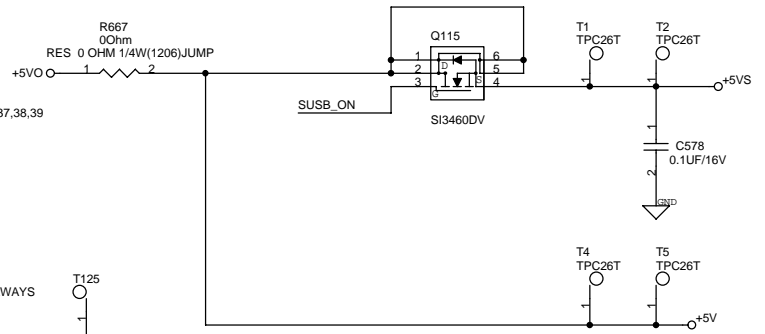 R667
0Ohm
RES 0 OHM 1/4W(1206)JUMP
+5VO
1
2
37,38,39
Q115
1
2
3
6
5
4
D
S
G
SUSB_ON
SI3460DV
T1
TPC26T
1
T2
TPC26T
1
+5VS
1
C578
0.1UF/16V
2
GND
T4
TPC26T
1
T5
TPC26T
1
+5V
WAYS
T125
1